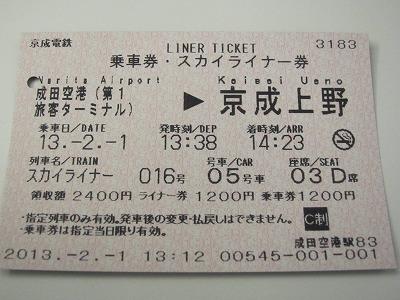 京成電鉄 LINER TICKET 3183
乗車券・スカイライナー券
Narita Airport Keisei Ueno
成田空港(第1
旅客ターミナル) ▶ 京成上野
乗車日/DATE 発時刻/DEP 着時刻/ARR
13.-2.-1 13:38 14:23
列車名/TRAIN 号車/CAR 座席/SEAT
スカイライナー 016号 05号車 03D席
領収額 2400円 ライナー券 1200円 乗車券1200円
・指定列車のみ有効。発車後の変更・払戻しはできません。
・乗車券は指定当日限り有効。 C制
成田空港駅83
2013.-2.-1 13:12 00545-001-001